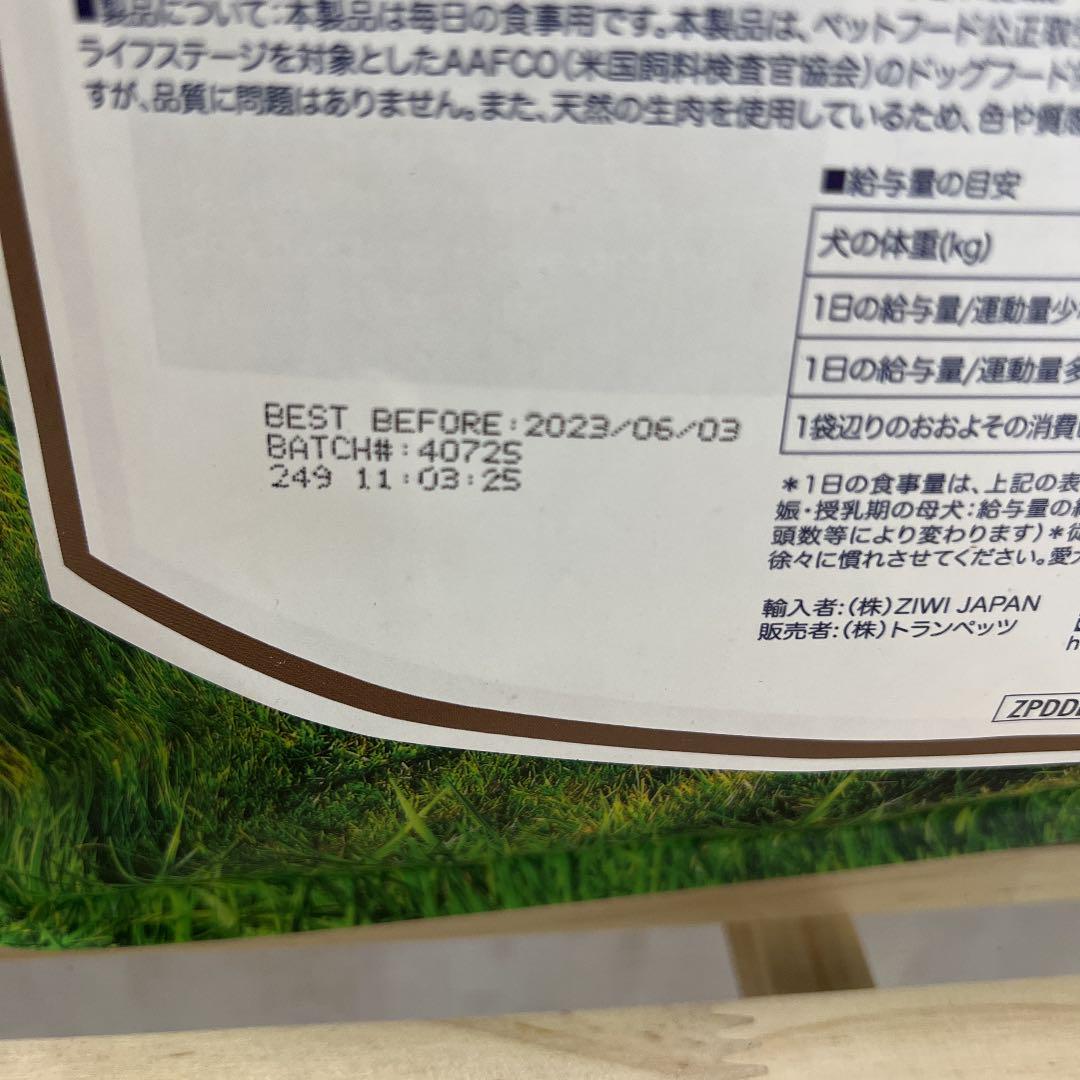 ■製品について:本製品は毎日の食事用です。本製品は、ペットフード公正取
ライフステージを対象としたAAFCO(米国飼料検査官協会)のドッグフード
すが、品質に問題はありません。また、天然の生肉を使用しているため、色や質感
■給与量の目安
犬の体重(kg)
1日の給与量/運動量少
1日の給与量/運動量多
1袋辺りのおおよその消費
BEST BEFORE:2023/06/03
BATCH#:40725
249 11:03:25
*1日の食事量は、上記の表
娠・授乳期の母犬:給与量の
頭数等により変わります)*従
徐々に慣れさせてください。愛犬
輸入者:(株)ZIWI JAPAN
販売者:(株)トランペッツ
ZPDD